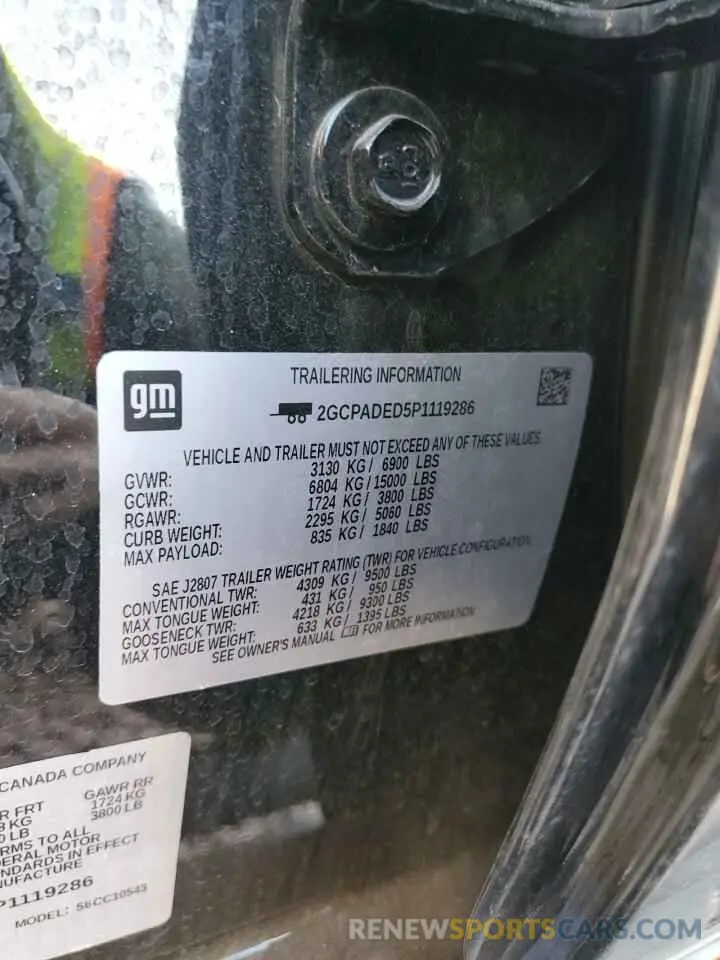 gm
TRAILERING INFORMATION
2GCPADED5P1119286
VEHICLE AND TRAILER MUST NOT EXCEED ANY OF THESE VALUES.
GVWR: 3130 KG/ 6900 LBS
GCWR: 6804 KG/15000 LBS
RGAWR: 1724 KG/ 3800 LBS
CURB WEIGHT: 2295 KG/ 5060 LBS
MAX PAYLOAD: 835 KG/ 1840 LBS
SAE J2807 TRAILER WEIGHT RATING (TWR) FOR VEHICLE CONFIGURATION.
CONVENTIONAL TWR: 4309 KG/ 9500 LBS
MAX TONGUE WEIGHT: 431 KG/ 950 LBS
GOOSENECK TWR: 4218 KG/ 9300 LBS
MAX TONGUE WEIGHT: 633 KG/ 1395 LBS
SEE OWNER'S MANUAL FOR MORE INFORMATION
CANADA COMPANY
R FRT GAWR RR
KG 1724 KG
LB 3800 LB
RMS TO ALL
DERAL MOTOR
NDARDS IN EFFECT
NUFACTURE
P1119286
MODEL:
RENEWSPORTSCARS.COM